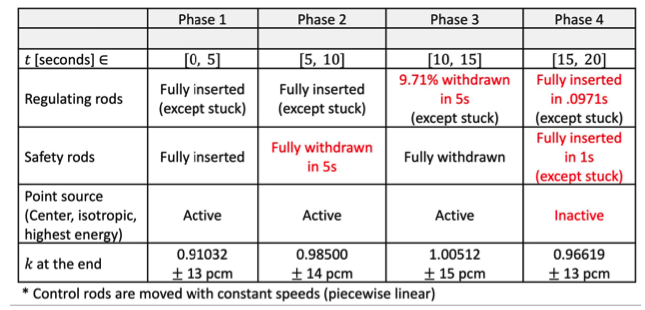 Phase 1 Phase 2 Phase 3 Phase 4
t [seconds] ∈ [0, 5] [5, 10] [10, 15] [15, 20]
Regulating rods
Fully inserted
(except stuck)
Fully inserted
(except stuck)
9.71% withdrawn
in 5s
(except stuck)
Fully inserted
in .0971s
(except stuck)
Safety rods
Fully inserted
Fully withdrawn
in 5s
Fully withdrawn
Fully inserted
in 1s
(except stuck)
Point source
(Center, isotropic,
highest energy)
Active
Active
Active
Inactive
k at the end
0.91032
± 13 pcm
0.98500
± 14 pcm
1.00512
± 15 pcm
0.96619
± 13 pcm
* Control rods are moved with constant speeds (piecewise linear)